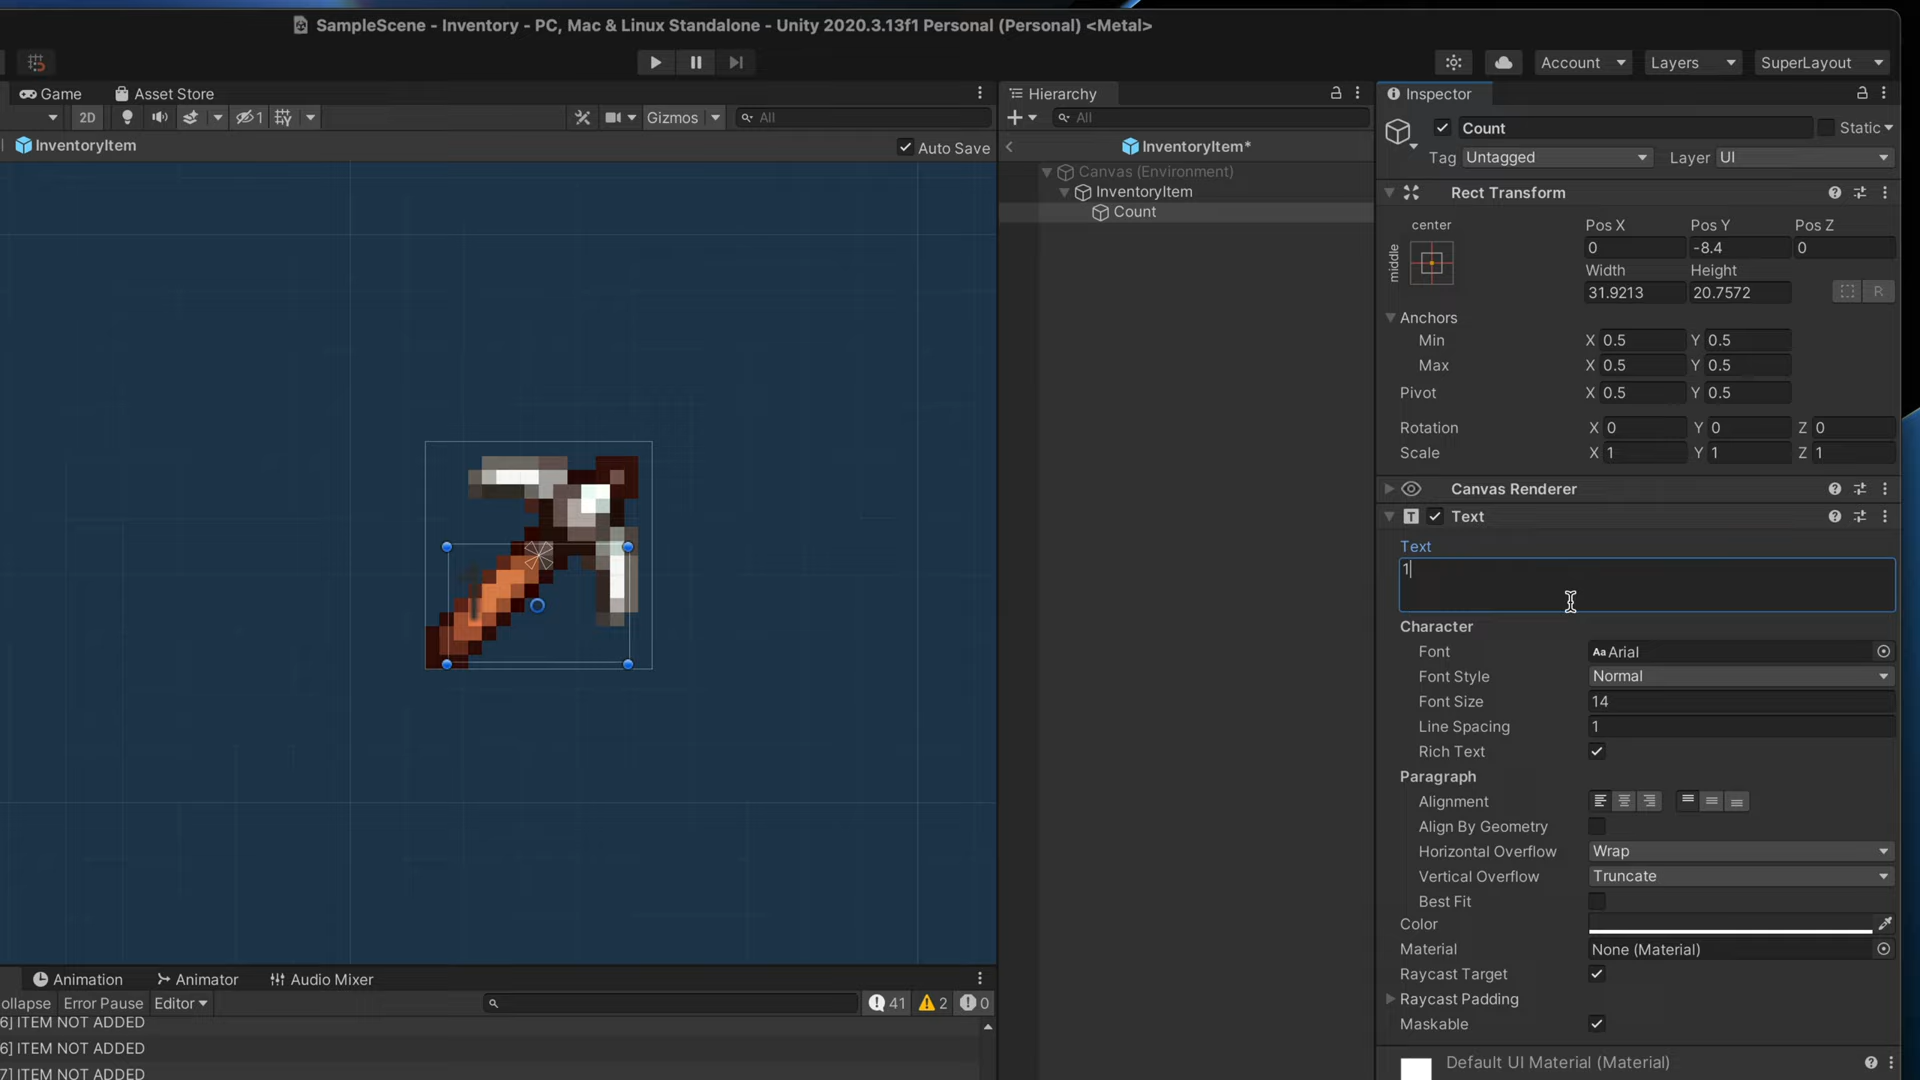 SampleScene - Inventory - PC, Mac & Linux Standalone - Unity 2020.3.13f1 Personal (Personal) <Metal>
Account
Layers
SuperLayout
Game
Asset Store
2D
1
Gizmos
All
InventoryItem
Auto Save
Hierarchy
All
InventoryItem*
Canvas (Environment)
InventoryItem
Count
Inspector
Count
Static
Tag Untagged Layer UI
Rect Transform
center
middle
Pos X Pos Y Pos Z
0 -8.4 0
Width Height
31.9213 20.7572
R
Anchors
Min X 0.5 Y 0.5
Max X 0.5 Y 0.5
Pivot X 0.5 Y 0.5
Rotation X 0 Y 0 Z 0
Scale X 1 Y 1 Z 1
Canvas Renderer
T Text
Text
1
Character
Font Aa Arial
Font Style Normal
Font Size 14
Line Spacing 1
Rich Text
Paragraph
Alignment
Align By Geometry
Horizontal Overflow Wrap
Vertical Overflow Truncate
Best Fit
Color
Material None (Material)
Raycast Target
Raycast Padding
Maskable
Default UI Material (Material)
Animation Animator Audio Mixer
ollapse Error Pause Editor 41 2 0
6] ITEM NOT ADDED
6] ITEM NOT ADDED
7] ITEM NOT ADDED